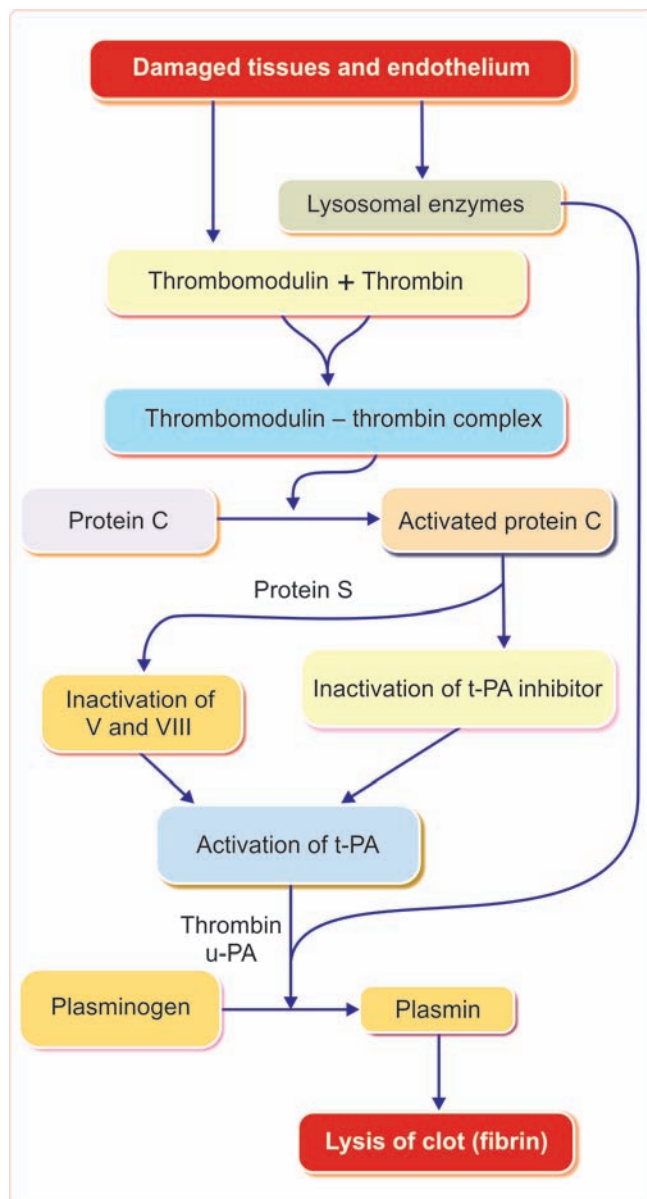 Damaged tissues and endothelium
Lysosomal enzymes
Thrombomodulin + Thrombin
Thrombomodulin – thrombin complex
Protein C
Activated protein C
Protein S
Inactivation of
V and VIII
Inactivation of t-PA inhibitor
Activation of t-PA
Thrombin
u-PA
Plasminogen
Plasmin
Lysis of clot (fibrin)